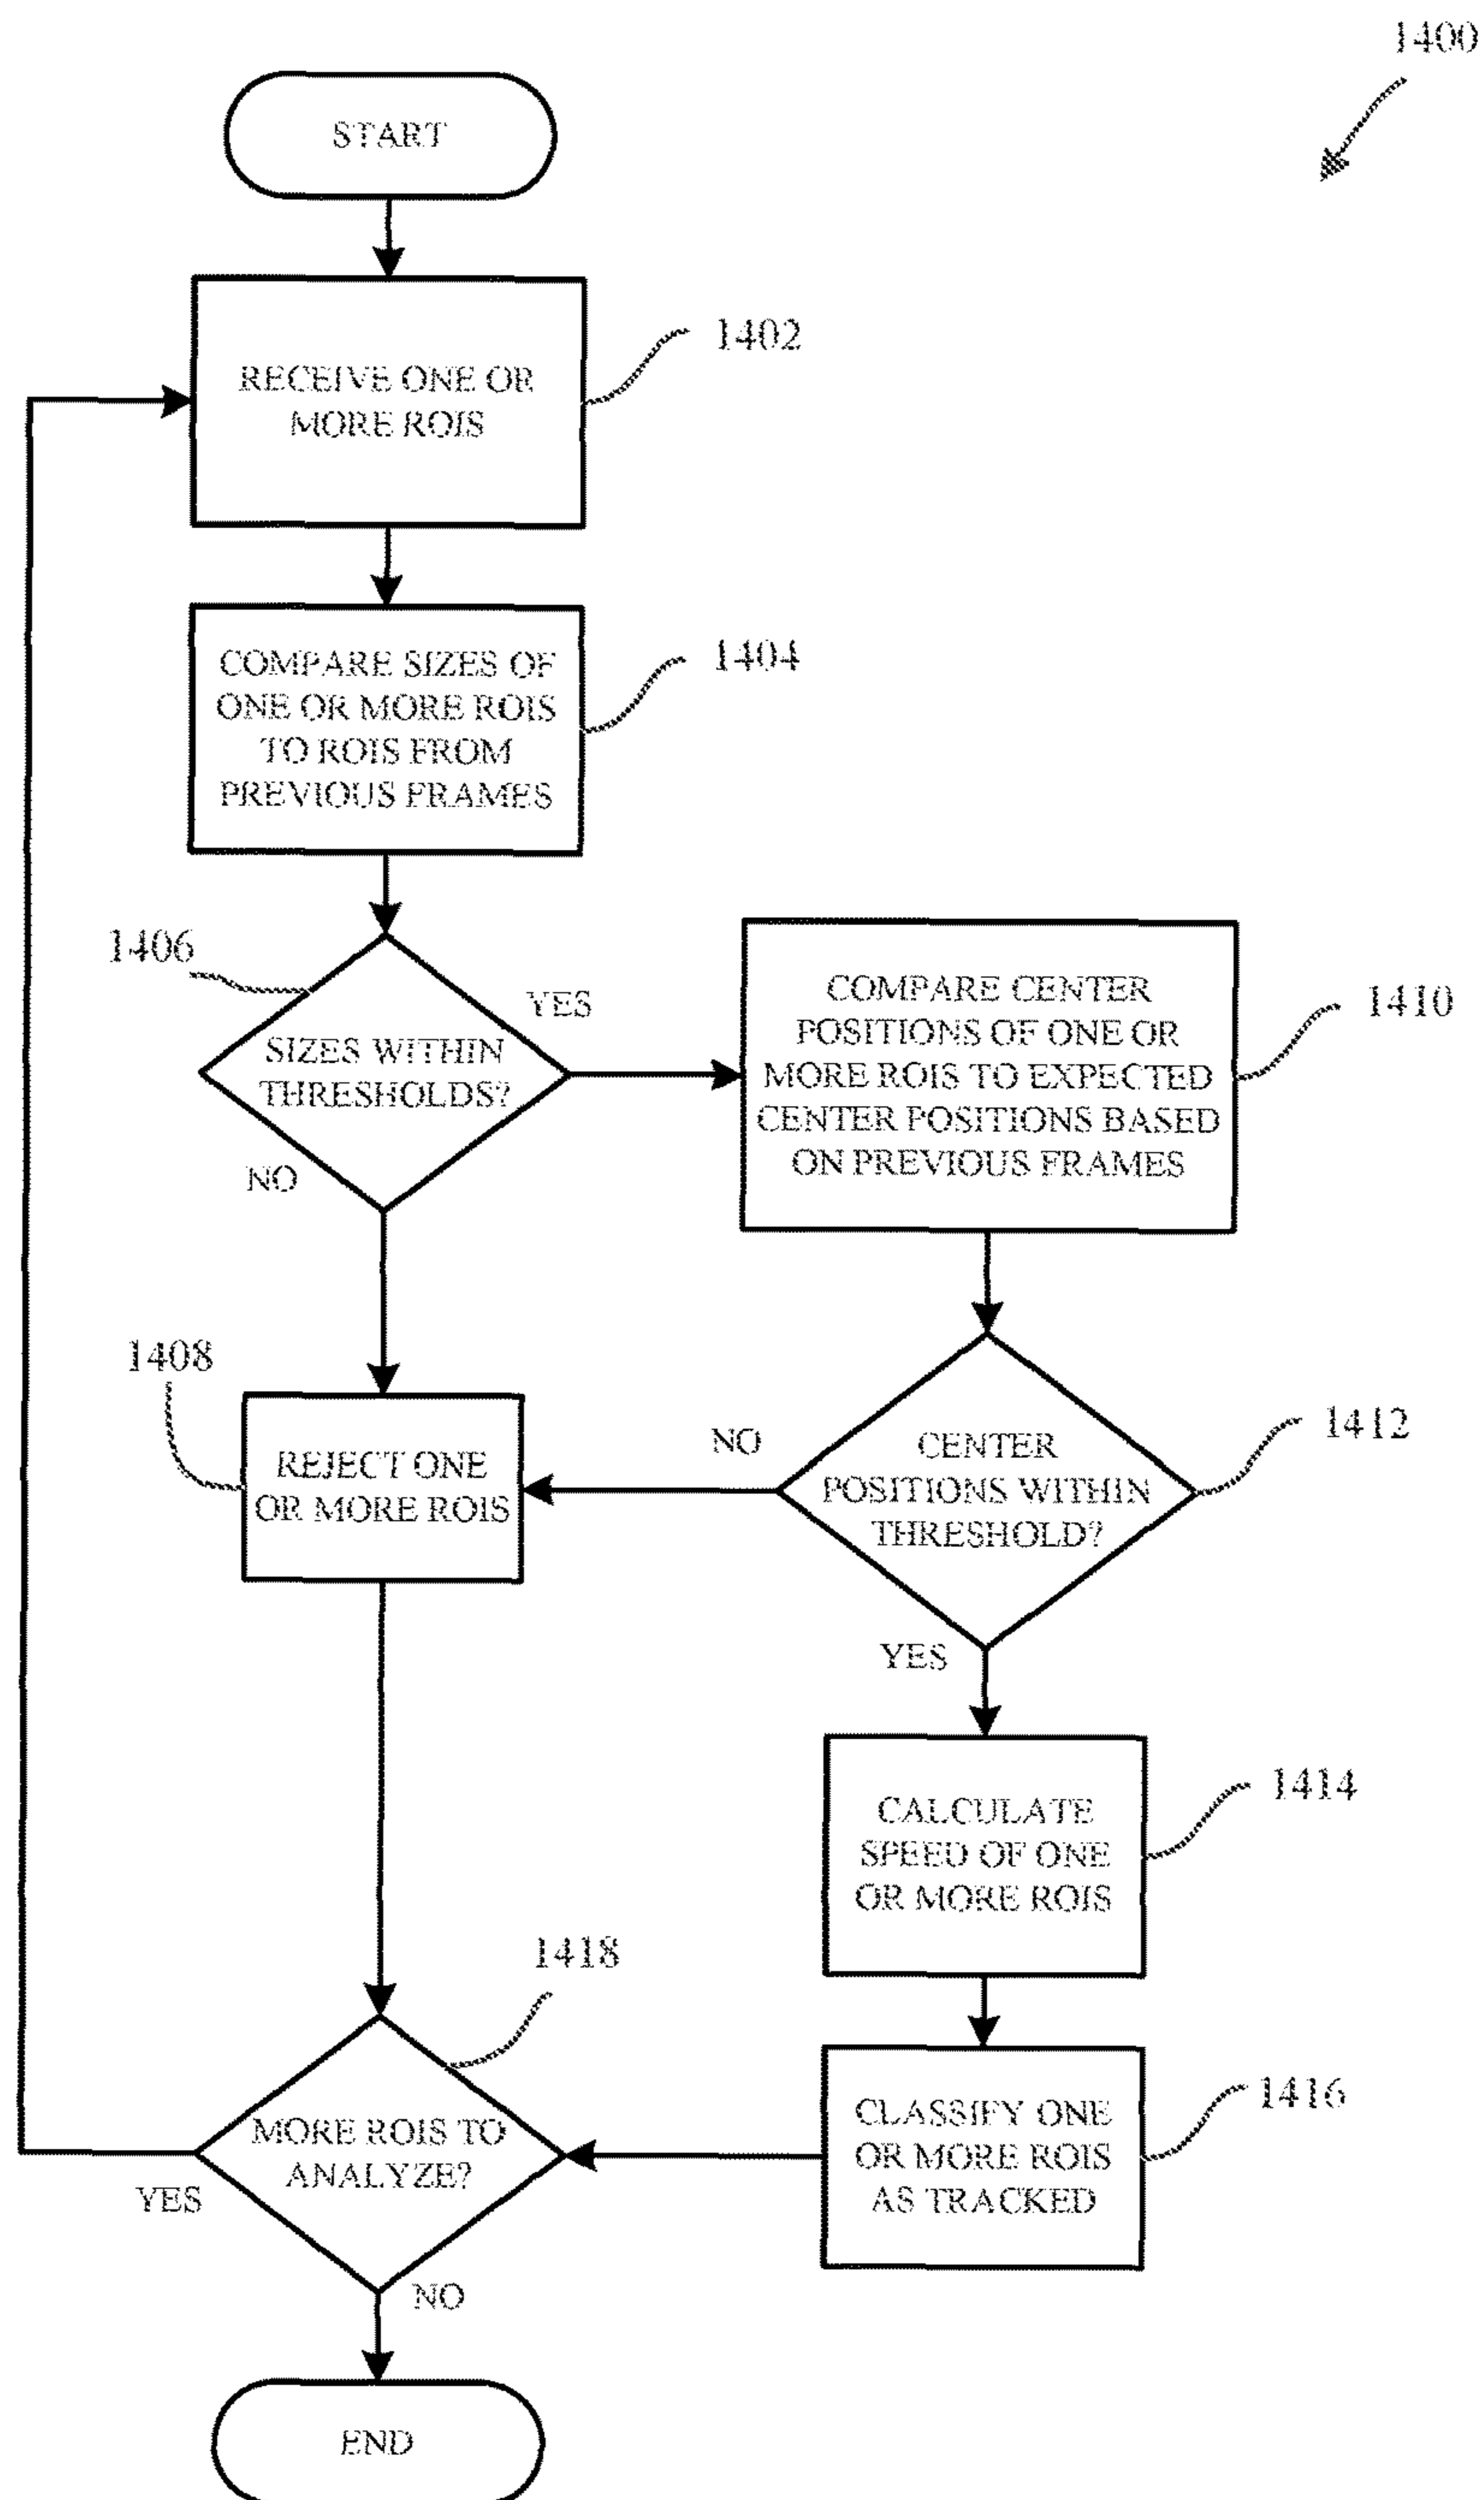 1400
START
RECEIVE ONE OR
MORE ROIS
1402
COMPARE SIZES OF
ONE OR MORE ROIS
TO ROIS FROM
PREVIOUS FRAMES
1404
1406
SIZES WITHIN
THRESHOLDS?
YES
NO
COMPARE CENTER
POSITIONS OF ONE OR
MORE ROIS TO EXPECTED
CENTER POSITIONS BASED
ON PREVIOUS FRAMES
1410
1408
REJECT ONE
OR MORE ROIS
NO
CENTER
POSITIONS WITHIN
THRESHOLD?
1412
YES
CALCULATE
SPEED OF ONE
OR MORE ROIS
1414
1418
MORE ROIS TO
ANALYZE?
YES
NO
CLASSIFY ONE
OR MORE ROIS
AS TRACKED
1416
END